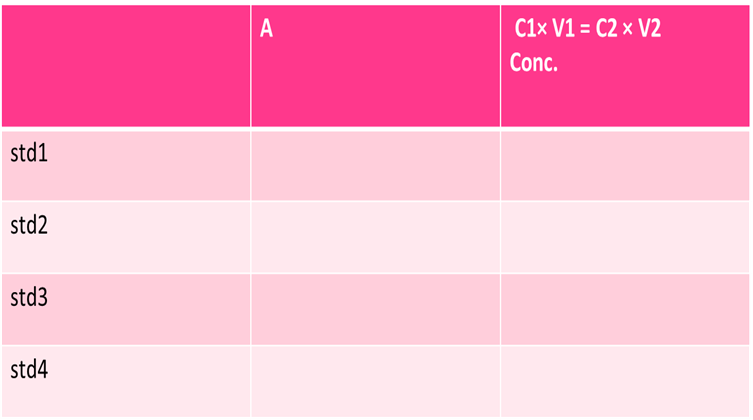 A
C1× V1 = C2 × V2
Conc.
std1
std2
std3
std4